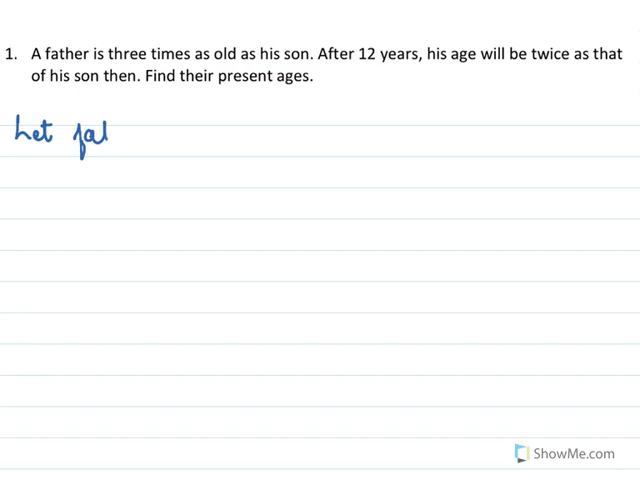 1. A father is three times as old as his son. After 12 years, his age will be twice as that
of his son then. Find their present ages.
Let fal
ShowMe.com